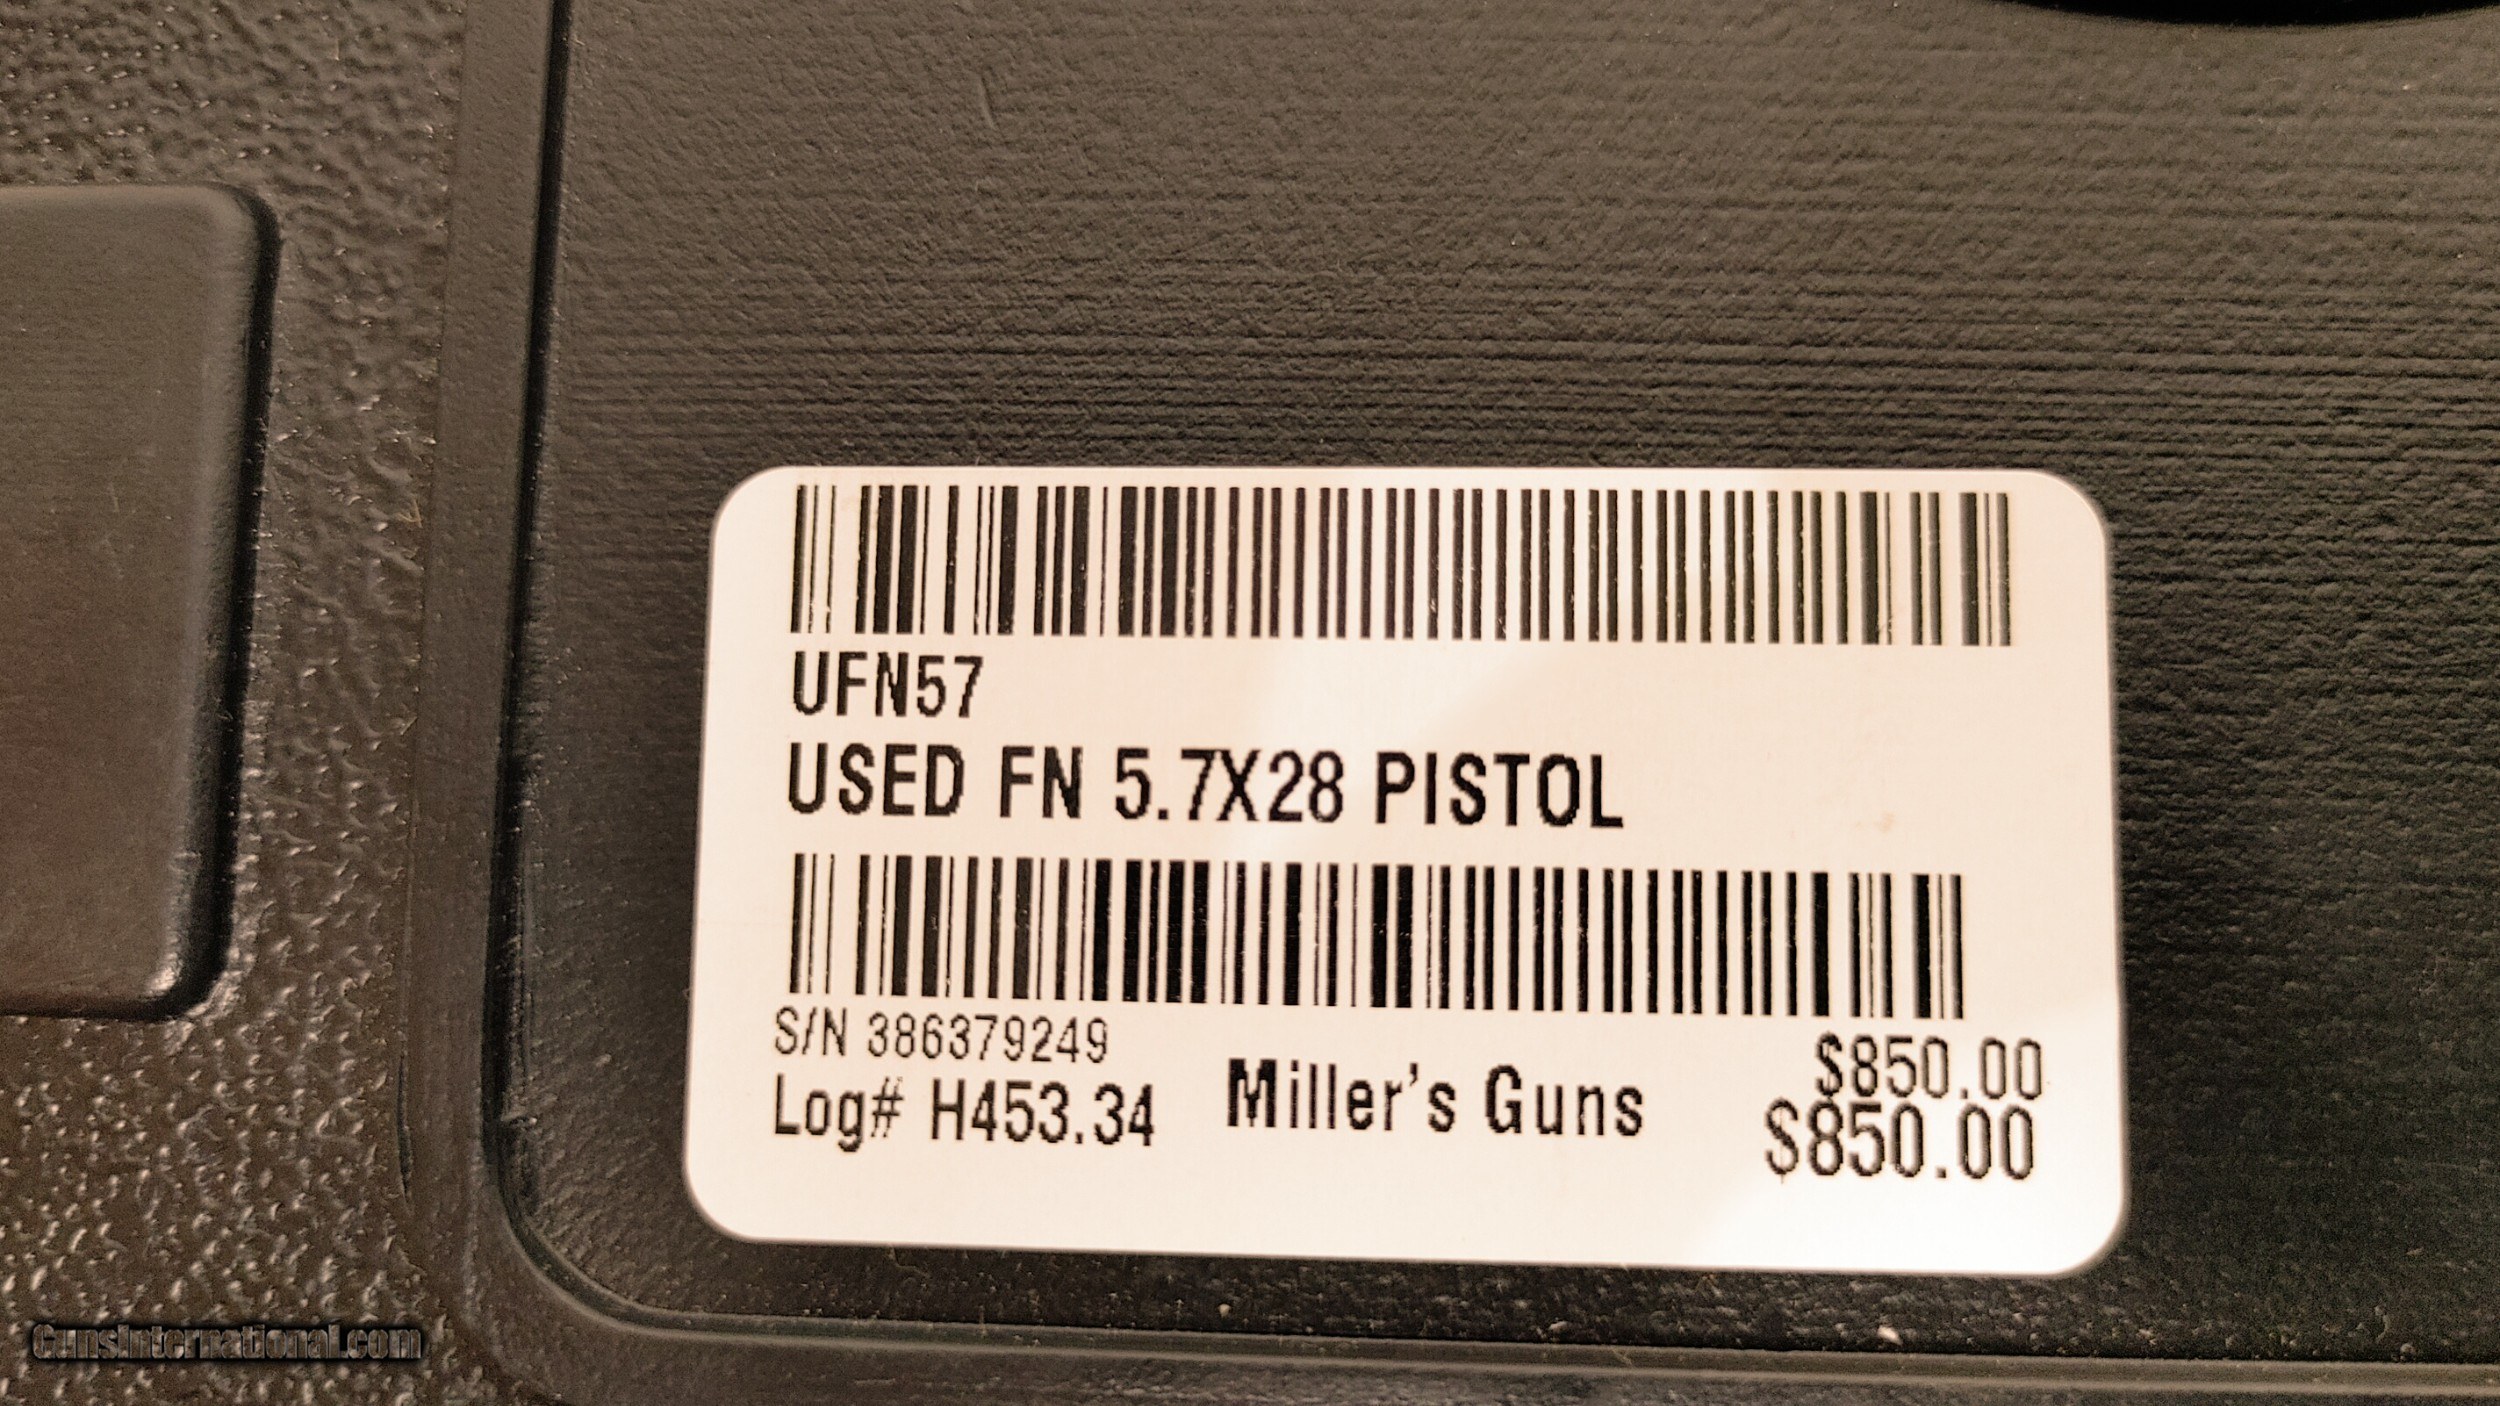 UFN57
USED FN 5.7X28 PISTOL
S/N 386379249
Log# H453.34
Miller's Guns
$850.00
$850.00
GunsInternational.com